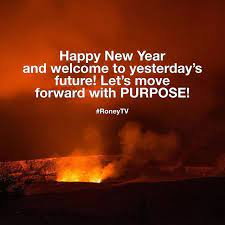 Happy New Year
and welcome to yesterday's
future! Let's move
forward with PURPOSE!
#RoneyTV